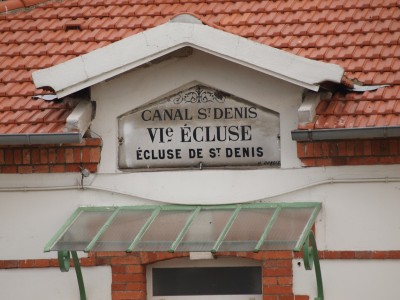 CANAL ST DENIS
VIe ÉCLUSE
ÉCLUSE DE ST DENIS